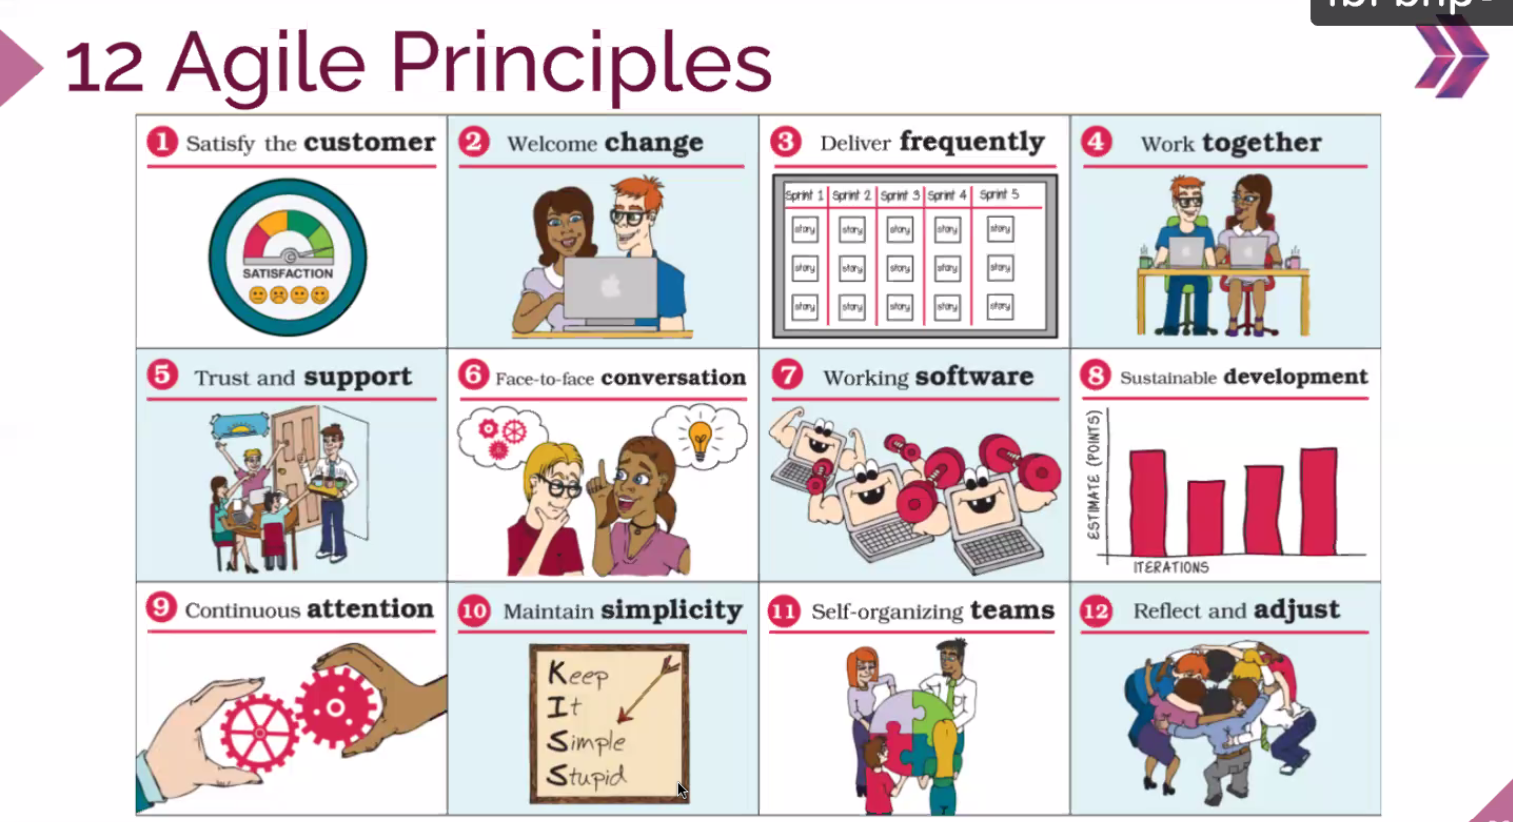 12 Agile Principles
1 Satisfy the customer
SATISFACTION
2 Welcome change
3 Deliver frequently
Sprint 1 Sprint 2 Sprint 3 Sprint 4 Sprint 5
story story story story story
story story story story story
story story story story story
4 Work together
5 Trust and support
6 Face-to-face conversation
7 Working software
8 Sustainable development
ESTIMATE (POINTS)
ITERATIONS
9 Continuous attention
10 Maintain simplicity
Keep
It
Simple
Stupid
11 Self-organizing teams
12 Reflect and adjust